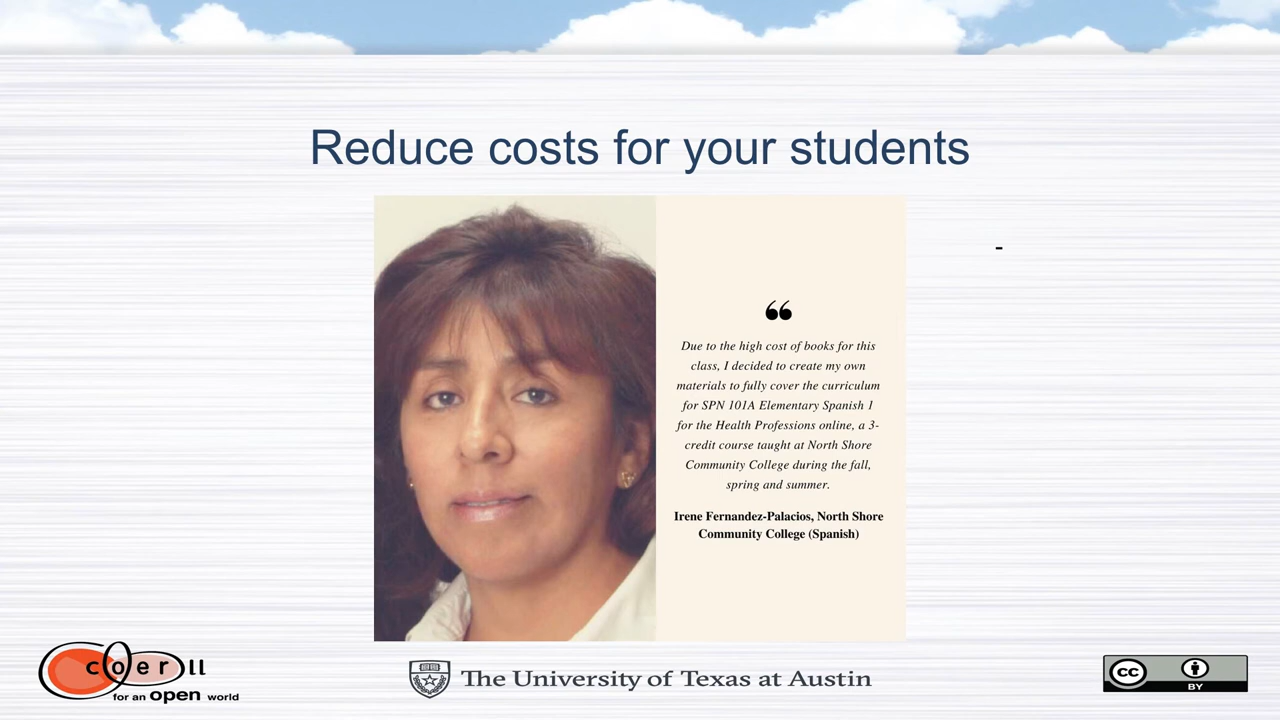 Reduce costs for your students
-
“
Due to the high cost of books for this
class, I decided to create my own
materials to fully cover the curriculum
for SPN 101A Elementary Spanish 1
for the Health Professions online, a 3-
credit course taught at North Shore
Community College during the fall,
spring and summer.
Irene Fernandez-Palacios, North Shore
Community College (Spanish)
coerll
for an open world
The University of Texas at Austin
cc
BY